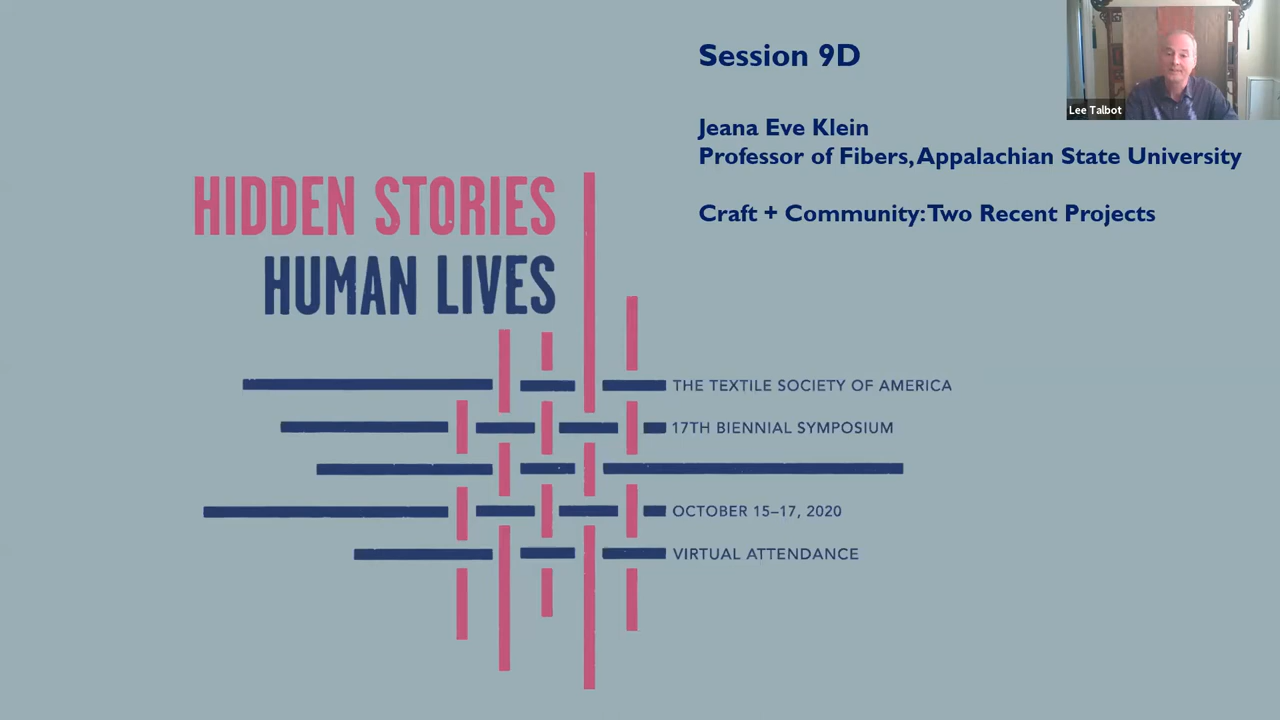 Session 9D
Jeana Eve Klein
Professor of Fibers, Appalachian State University
Craft + Community: Two Recent Projects
Lee Talbot
HIDDEN STORIES
HUMAN LIVES
THE TEXTILE SOCIETY OF AMERICA
17TH BIENNIAL SYMPOSIUM
OCTOBER 15–17, 2020
VIRTUAL ATTENDANCE